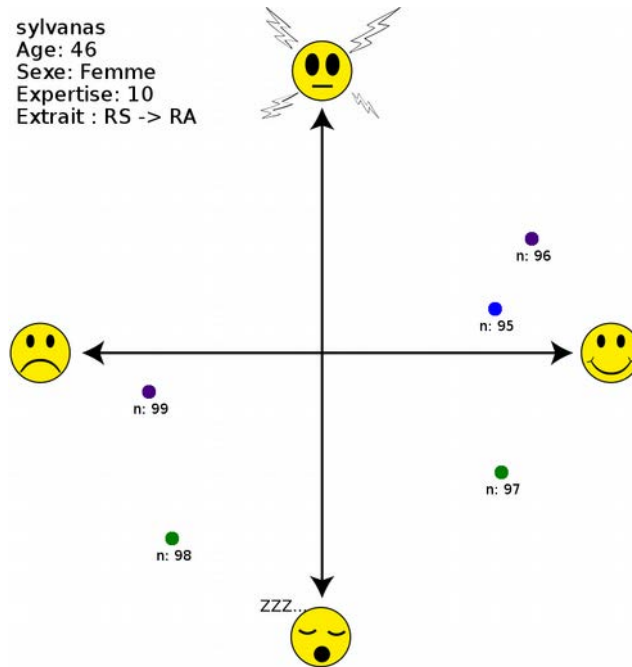 sylvanas
Age: 46
Sexe: Femme
Expertise: 10
Extrait : RS -> RA
n: 96
n: 95
n: 99
n: 97
n: 98
ZZZ...